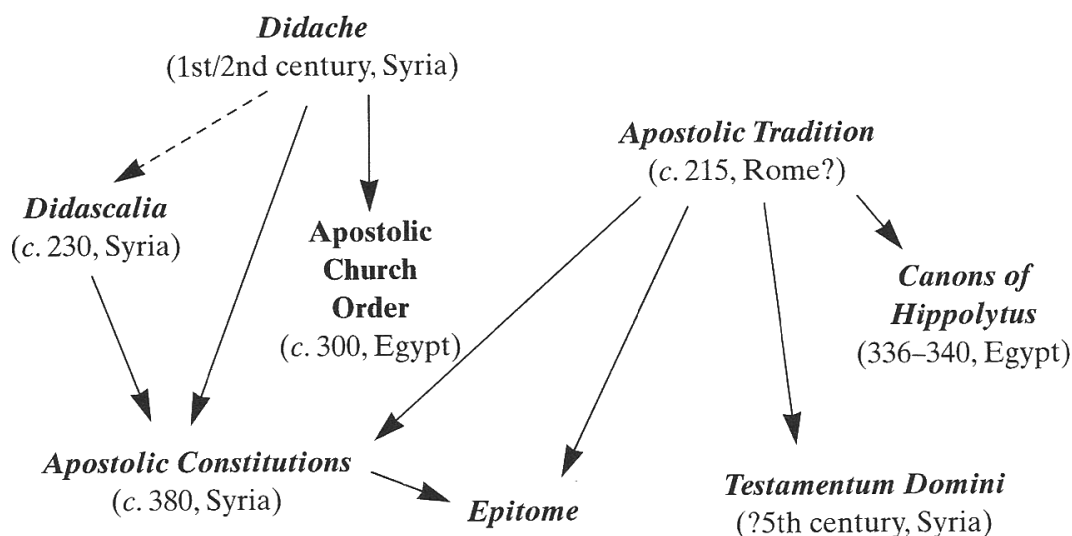 Didache
(1st/2nd century, Syria)
Apostolic Tradition
(c. 215, Rome?)
Didascalia
(c. 230, Syria)
Apostolic
Church
Order
(c. 300, Egypt)
Canons of
Hippolytus
(336–340, Egypt)
Apostolic Constitutions
(c. 380, Syria)
Epitome
Testamentum Domini
(?5th century, Syria)